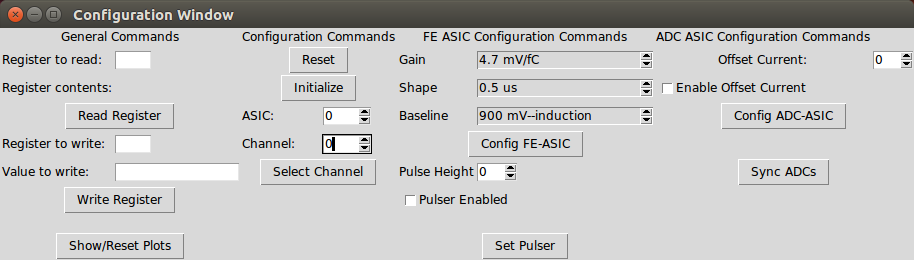 Configuration Window
General Commands Configuration Commands FE ASIC Configuration Commands ADC ASIC Configuration Commands
Register to read: Reset Gain 4.7 mV/fC Offset Current: 0
Register contents: Initialize Shape 0.5 us Enable Offset Current
Read Register ASIC: 0 Baseline 900 mV--induction Config ADC-ASIC
Register to write: Channel: 0 Config FE-ASIC
Value to write: Select Channel Pulse Height 0 Sync ADCs
Write Register Pulser Enabled
Show/Reset Plots Set Pulser